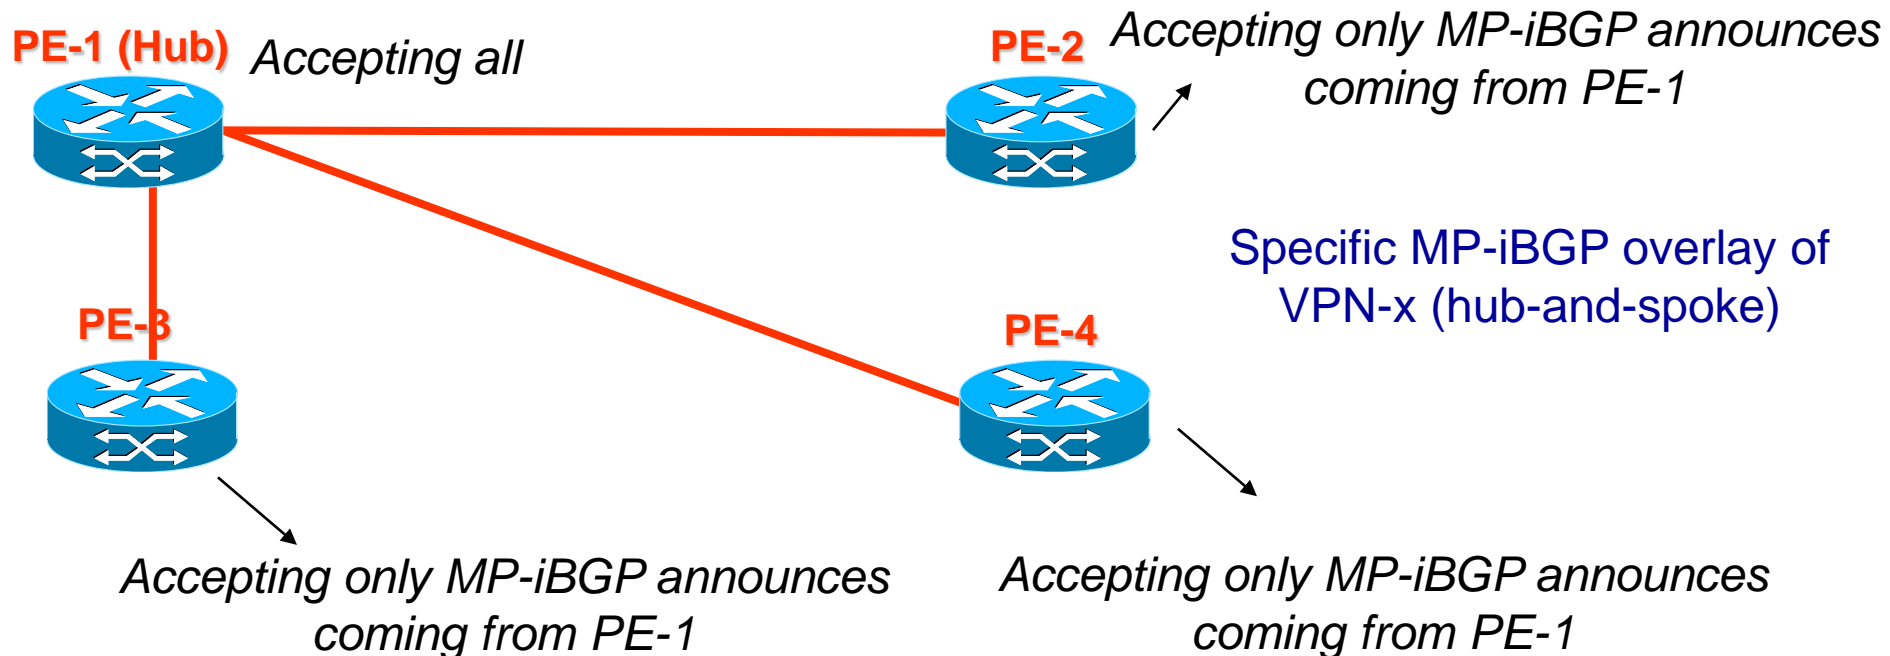 PE-1 (Hub)
Accepting all
PE-2
Accepting only MP-iBGP announces
coming from PE-1
Specific MP-iBGP overlay of
VPN-x (hub-and-spoke)
PE-3
PE-4
Accepting only MP-iBGP announces
coming from PE-1
Accepting only MP-iBGP announces
coming from PE-1